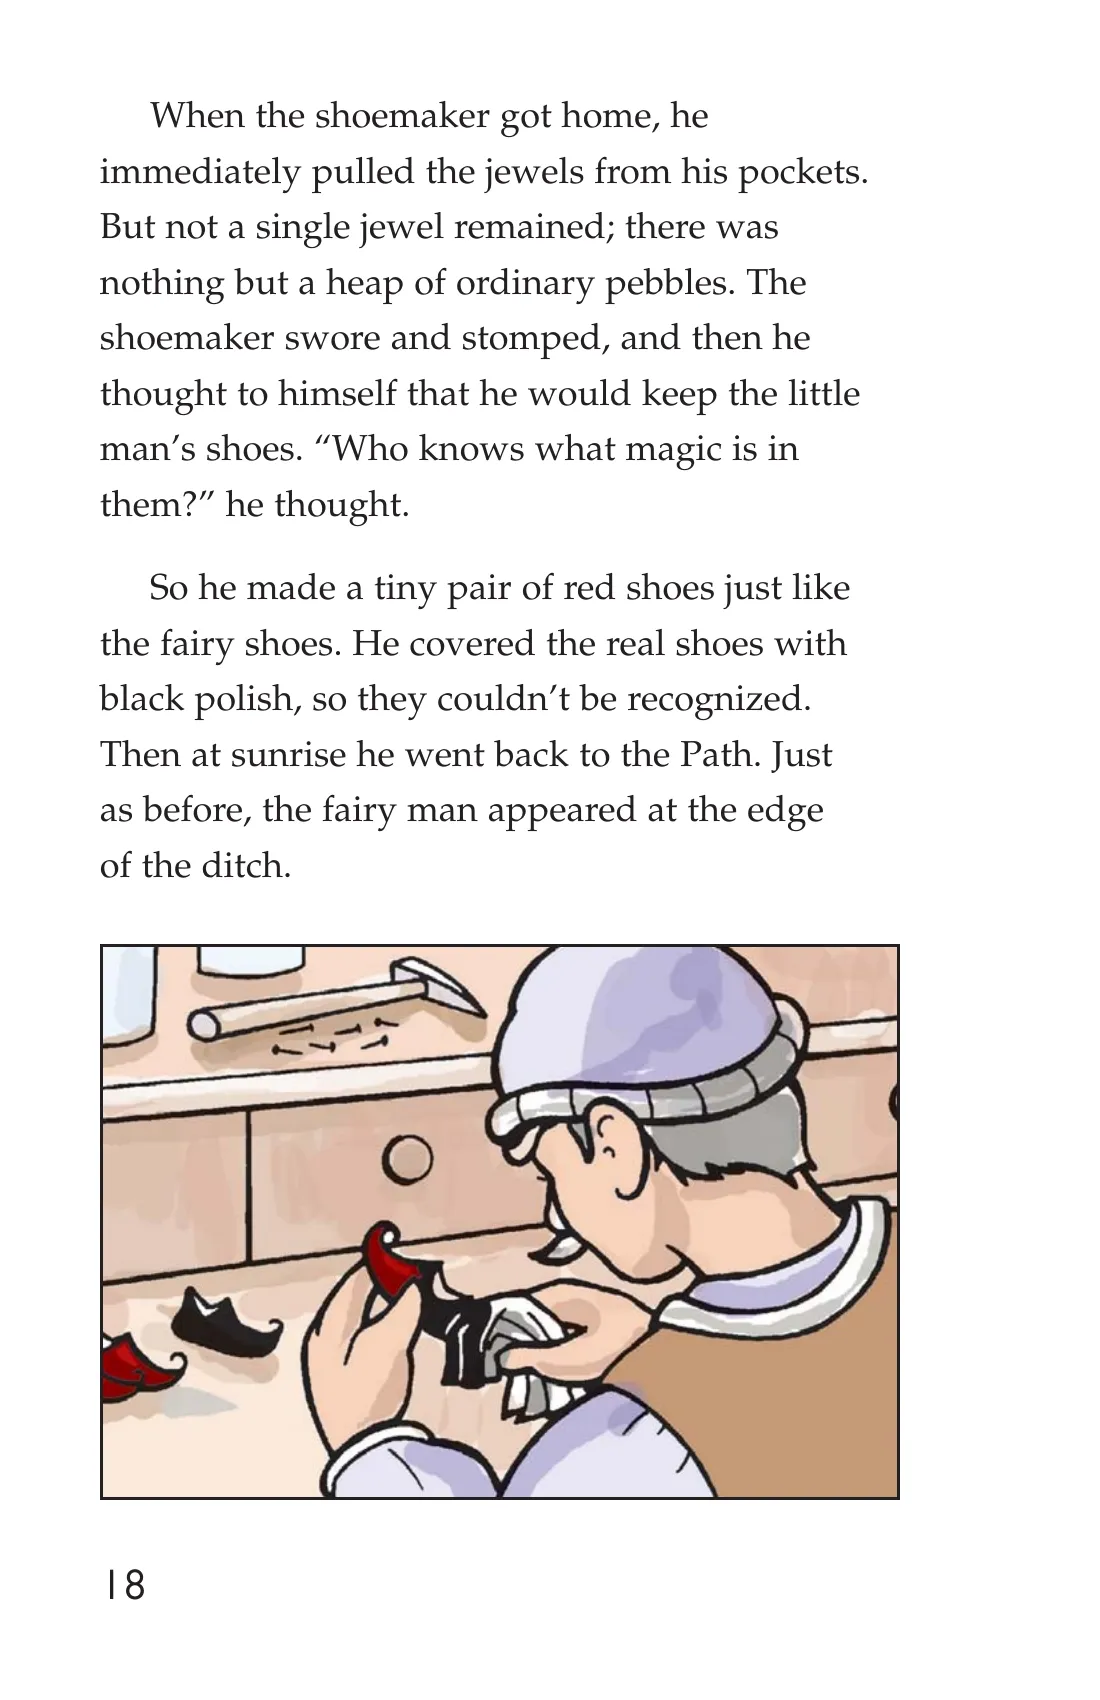 When the shoemaker got home, he
immediately pulled the jewels from his pockets.
But not a single jewel remained; there was
nothing but a heap of ordinary pebbles. The
shoemaker swore and stomped, and then he
thought to himself that he would keep the little
man’s shoes. “Who knows what magic is in
them?” he thought.
So he made a tiny pair of red shoes just like
the fairy shoes. He covered the real shoes with
black polish, so they couldn’t be recognized.
Then at sunrise he went back to the Path. Just
as before, the fairy man appeared at the edge
of the ditch.
18